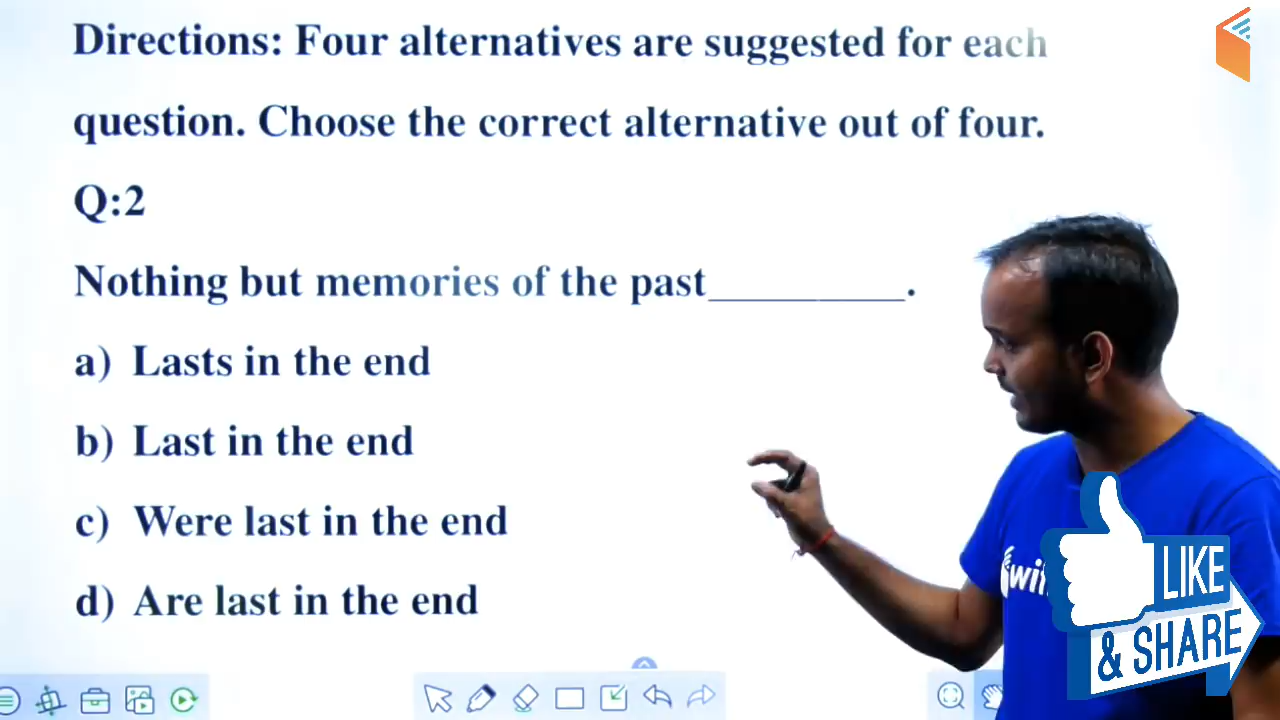 Directions: Four alternatives are suggested for each
question. Choose the correct alternative out of four.
Q:2
Nothing but memories of the past__________.
a) Lasts in the end
b) Last in the end
c) Were last in the end
d) Are last in the end
wifi
LIKE
& SHARE